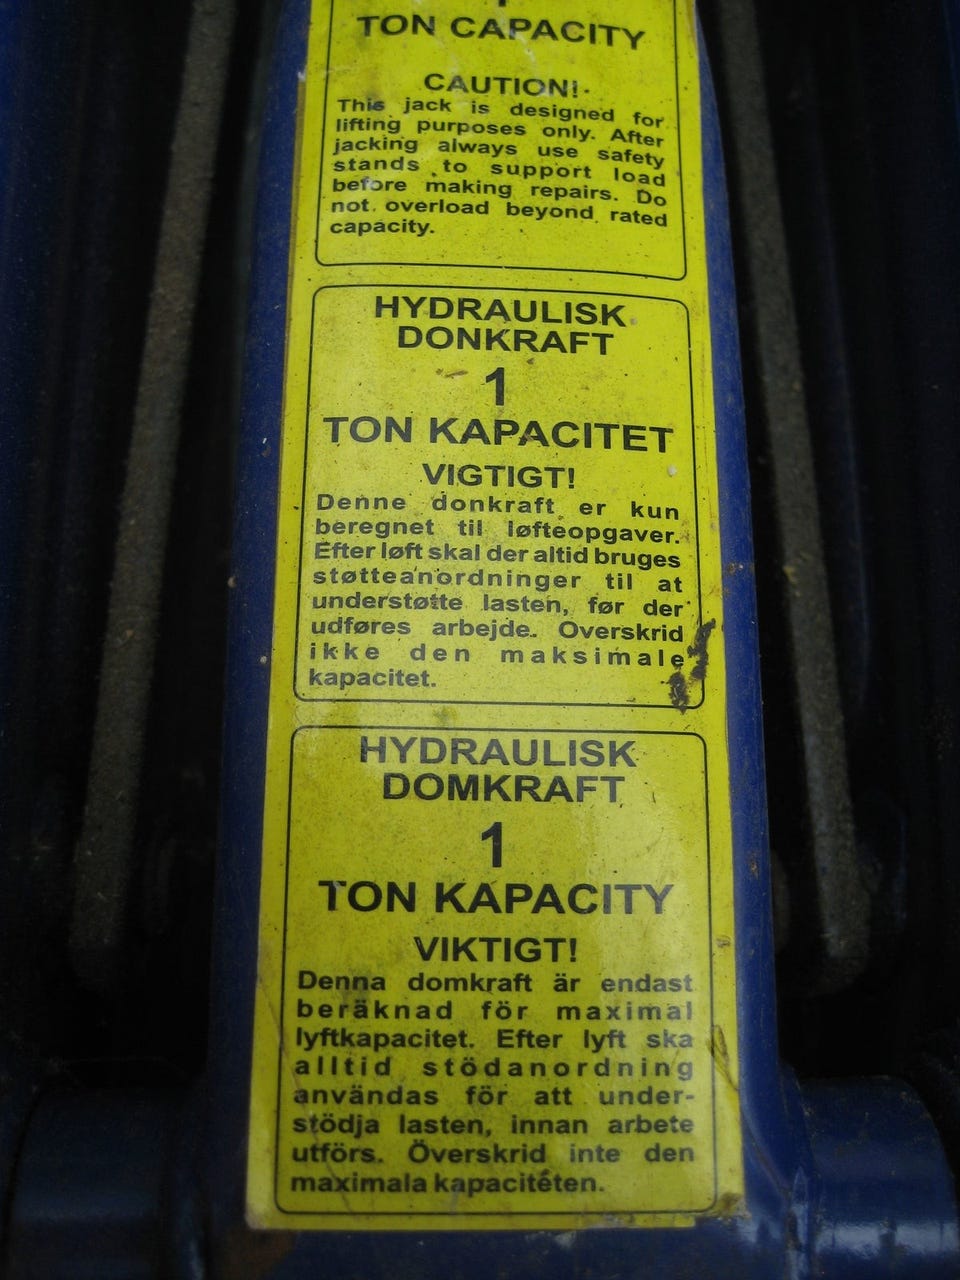 TON CAPACITY
CAUTION!
This jack is designed for
lifting purposes only. After
jacking always use safety
stands to support load
before making repairs. Do
not overload beyond rated
capacity.
HYDRAULISK
DONKRAFT
1
TON KAPACITET
VIGTIGT!
Denne donkraft er kun
beregnet til løfteopgaver.
Efter løft skal der altid bruges
støtteanordninger til at
understøtte lasten, før der
udføres arbejde. Overskrid
ikke den maksimale
kapacitet.
HYDRAULISK
DOMKRAFT
1
TON KAPACITY
VIKTIGT!
Denna domkraft är endast
beräknad för maximal
lyftkapacitet. Efter lyft ska
alltid stödanordning
användas för att under-
stödja lasten, innan arbete
utförs. Överskrid inte den
maximala kapacitéten.